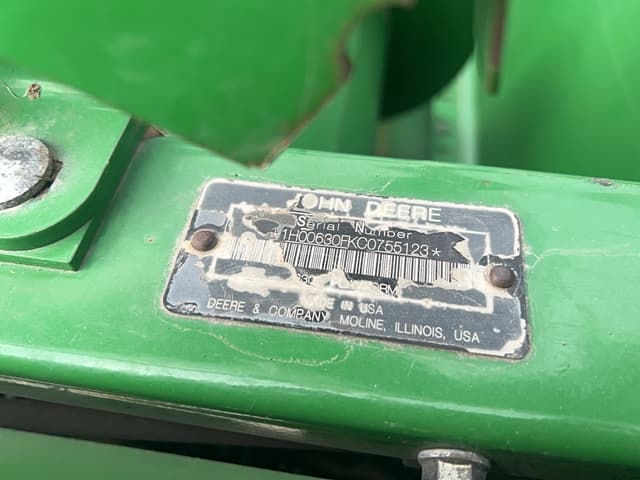 JOHN DEERE
Serial Number
*1H00630FKC0755123*
MADE IN USA
DEERE & COMPANY, MOLINE, ILLINOIS, USA